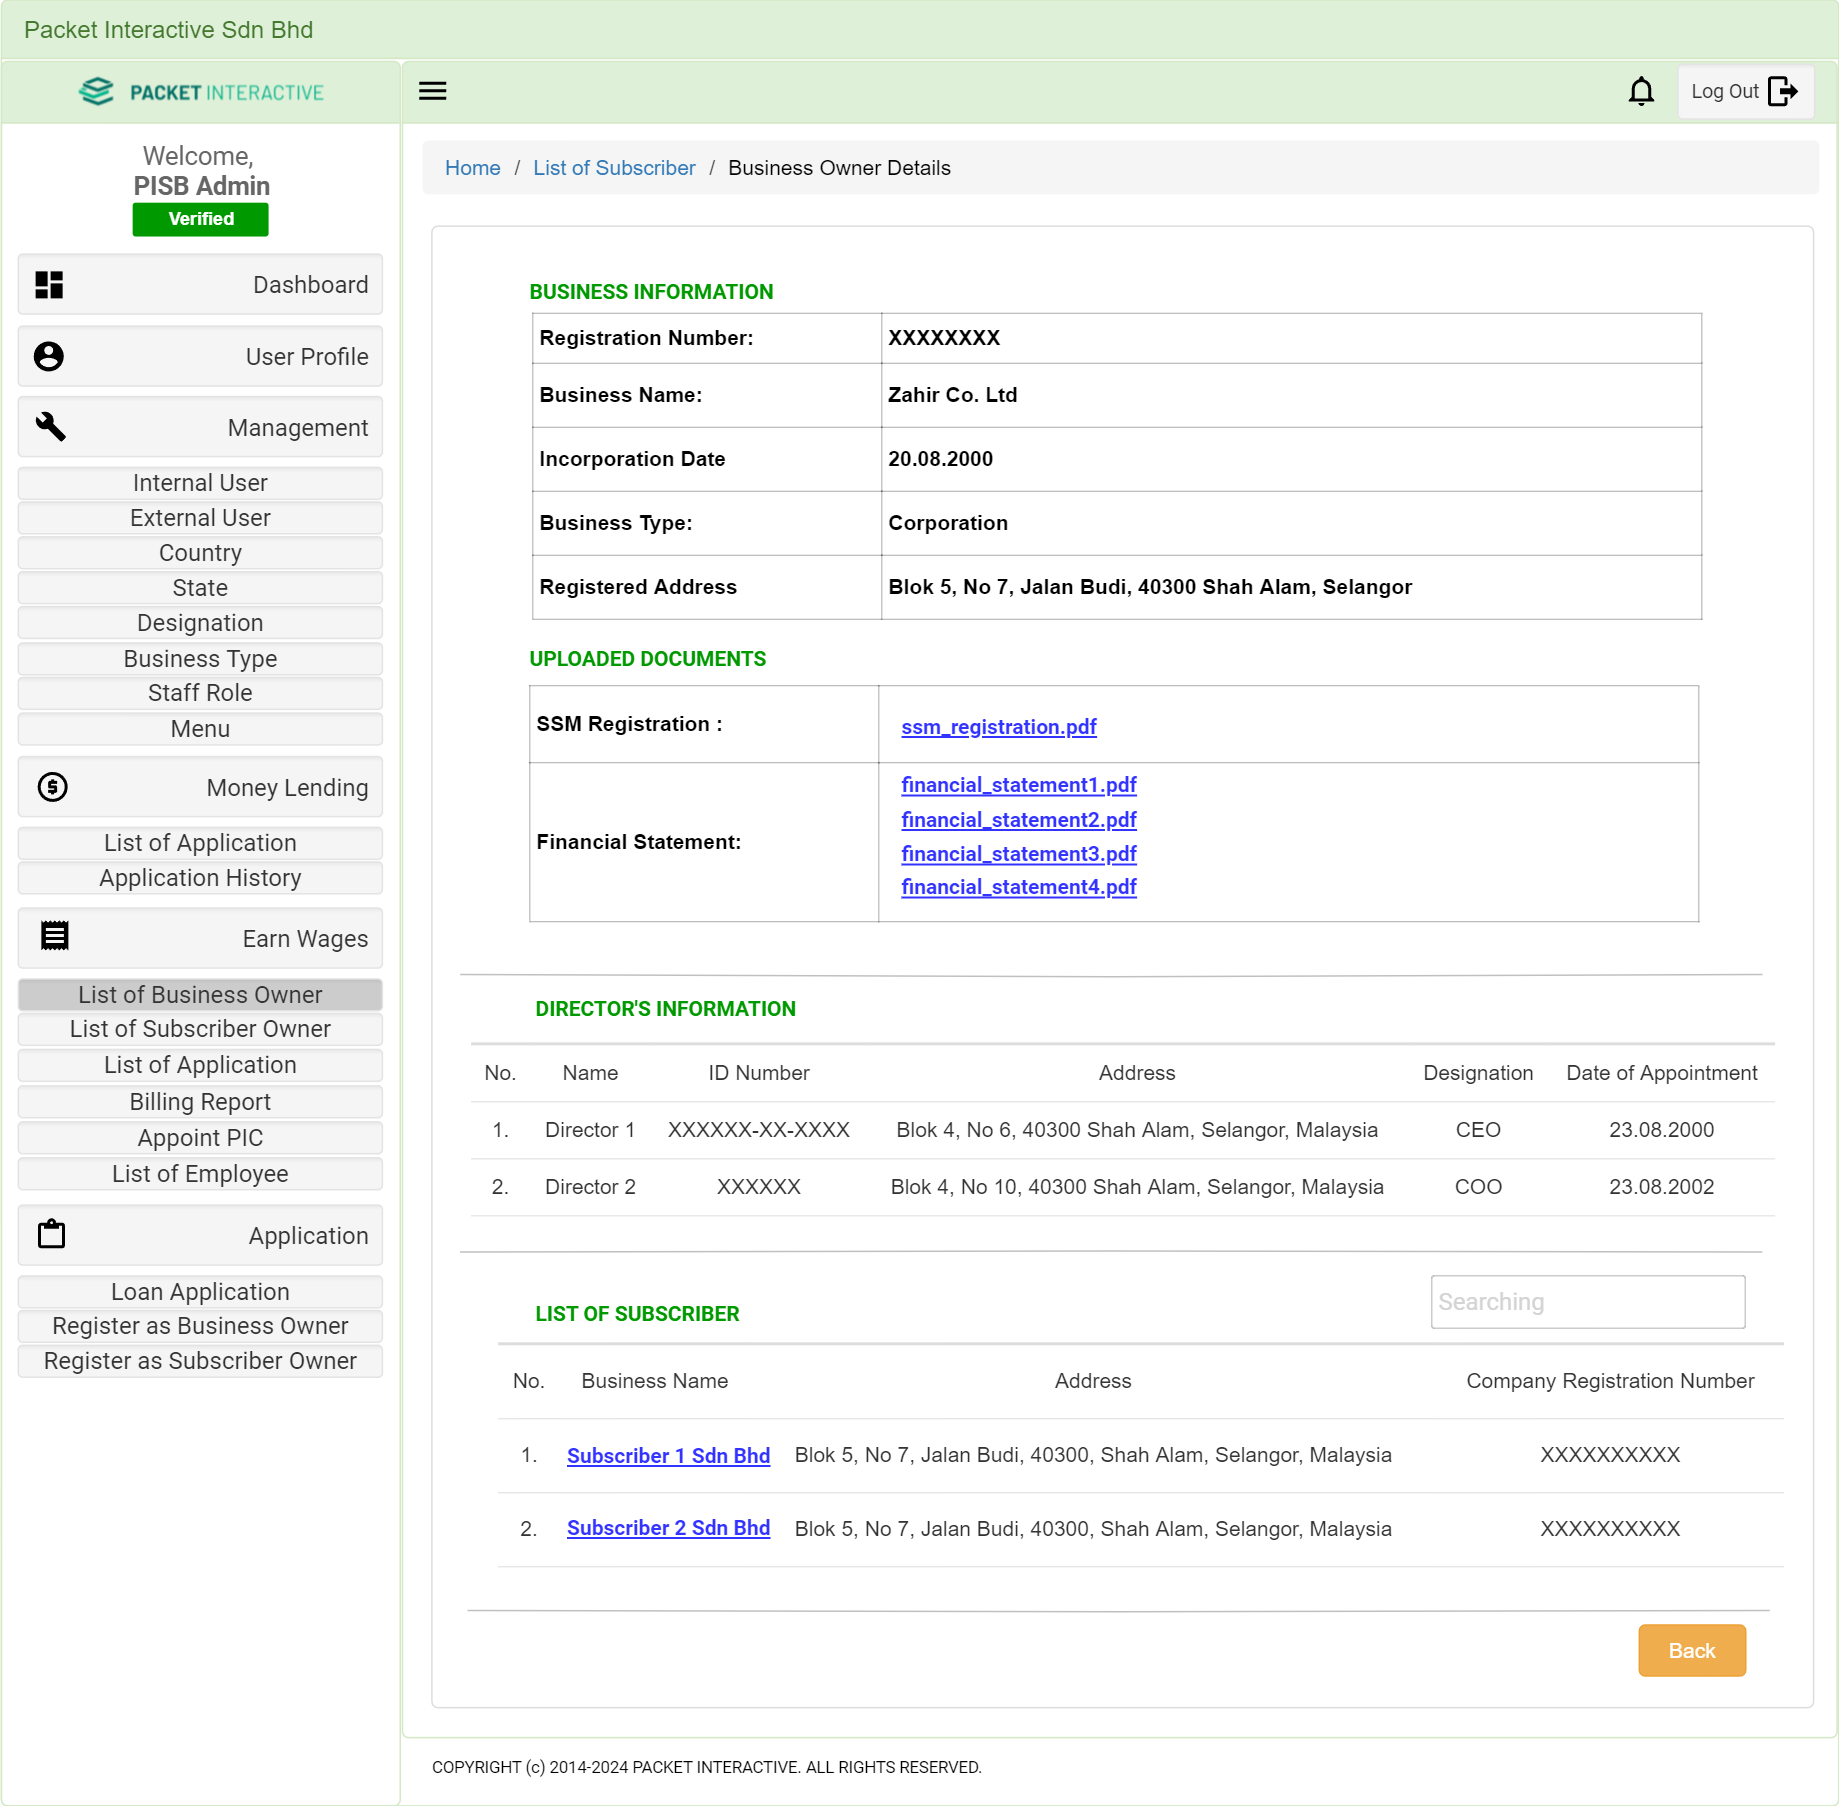 Packet Interactive Sdn Bhd
PACKET INTERACTIVE
Log Out
Welcome,
PISB Admin
Verified
Dashboard
User Profile
Management
Internal User
External User
Country
State
Designation
Business Type
Staff Role
Menu
Money Lending
List of Application
Application History
Earn Wages
List of Business Owner
List of Subscriber Owner
List of Application
Billing Report
Appoint PIC
List of Employee
Application
Loan Application
Register as Business Owner
Register as Subscriber Owner
Home / List of Subscriber / Business Owner Details
BUSINESS INFORMATION
Registration Number: XXXXXXXX
Business Name: Zahir Co. Ltd
Incorporation Date 20.08.2000
Business Type: Corporation
Registered Address Blok 5, No 7, Jalan Budi, 40300 Shah Alam, Selangor
UPLOADED DOCUMENTS
SSM Registration : ssm_registration.pdf
Financial Statement:
financial_statement1.pdf
financial_statement2.pdf
financial_statement3.pdf
financial_statement4.pdf
DIRECTOR'S INFORMATION
No. Name ID Number Address Designation Date of Appointment
1. Director 1 XXXXXX-XX-XXXX Blok 4, No 6, 40300 Shah Alam, Selangor, Malaysia CEO 23.08.2000
2. Director 2 XXXXXX Blok 4, No 10, 40300 Shah Alam, Selangor, Malaysia COO 23.08.2002
Searching
LIST OF SUBSCRIBER
No. Business Name Address Company Registration Number
1. Subscriber 1 Sdn Bhd Blok 5, No 7, Jalan Budi, 40300, Shah Alam, Selangor, Malaysia XXXXXXXXXX
2. Subscriber 2 Sdn Bhd Blok 5, No 7, Jalan Budi, 40300, Shah Alam, Selangor, Malaysia XXXXXXXXXX
Back
COPYRIGHT (c) 2014-2024 PACKET INTERACTIVE. ALL RIGHTS RESERVED.